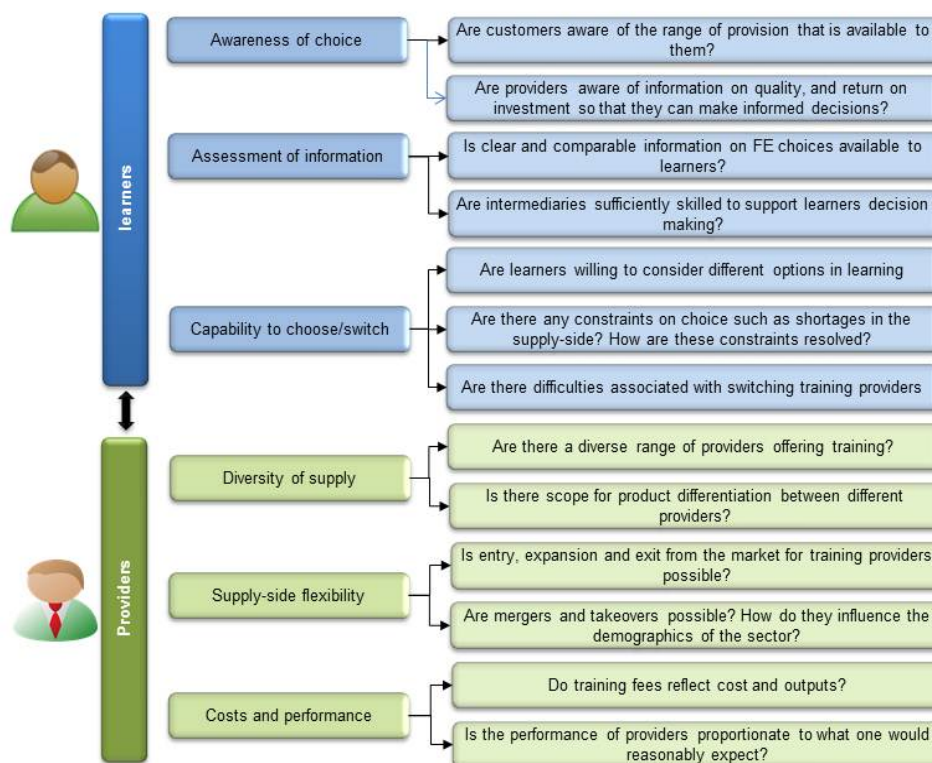 Awareness of choice
Are customers aware of the range of provision that is available to
them?
Are providers aware of information on quality, and return on
investment so that they can make informed decisions?
learners
Assessment of information
Is clear and comparable information on FE choices available to
learners?
Are intermediaries sufficiently skilled to support learners decision
making?
Capability to choose/switch
Are learners willing to consider different options in learning
Are there any constraints on choice such as shortages in the
supply-side? How are these constraints resolved?
Are there difficulties associated with switching training providers
Providers
Diversity of supply
Are there a diverse range of providers offering training?
Is there scope for product differentiation between different
providers?
Supply-side flexibility
Is entry, expansion and exit from the market for training providers
possible?
Are mergers and takeovers possible? How do they influence the
demographics of the sector?
Costs and performance
Do training fees reflect cost and outputs?
Is the performance of providers proportionate to what one would
reasonably expect?